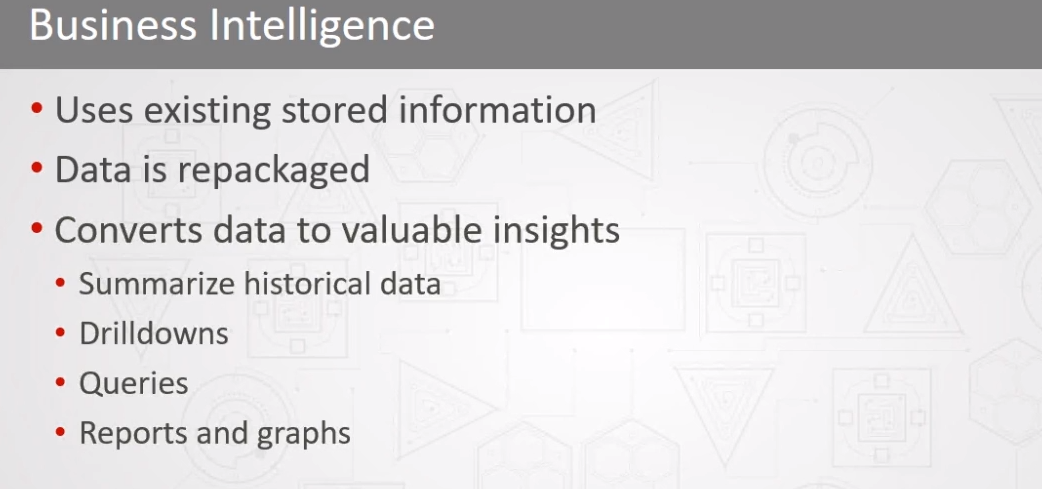 Business Intelligence
• Uses existing stored information
• Data is repackaged
• Converts data to valuable insights
• Summarize historical data
• Drilldowns
• Queries
• Reports and graphs